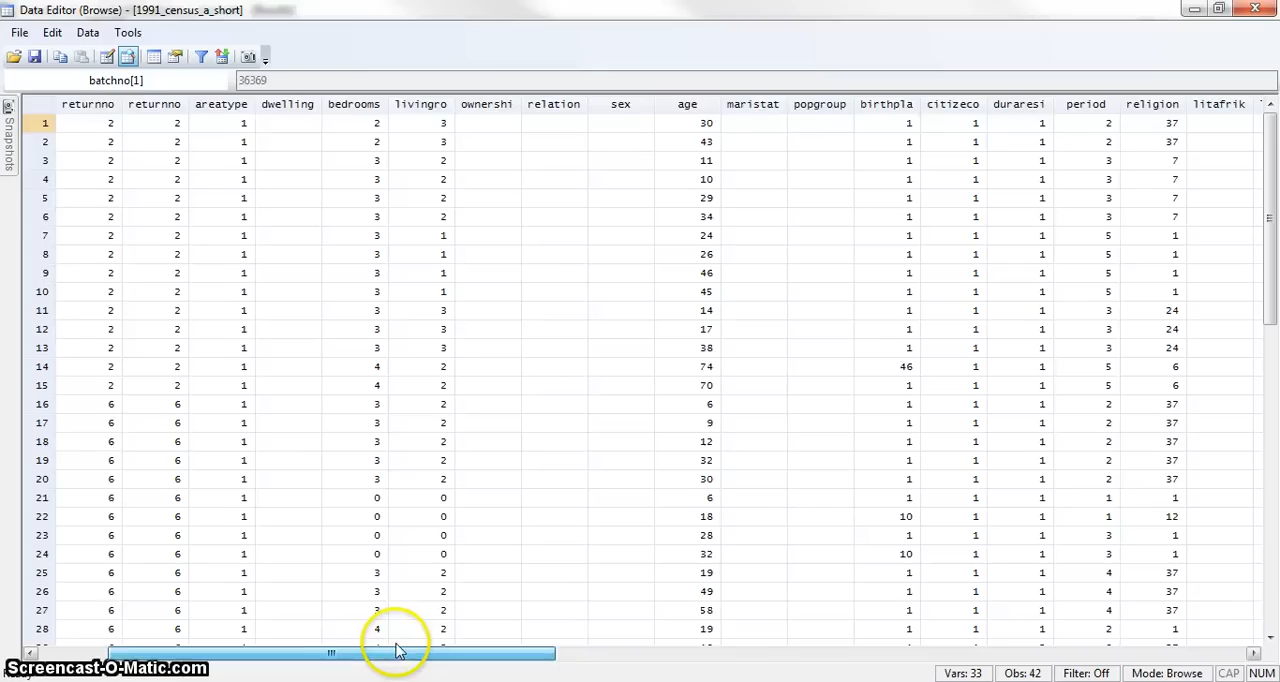 Data Editor (Browse) - [1991_census_a_short]
File Edit Data Tools
batchno[1] 36369
Snapshots
returnno returnno areatype dwelling bedrooms livingro ownershi relation sex age maristat popgroup birthpla citizeco duraresi period religion litafrik
1 2 2 1 2 3 30 1 1 1 2 37
2 2 2 1 2 3 43 1 1 1 2 37
3 2 2 1 3 2 11 1 1 1 3 7
4 2 2 1 3 2 10 1 1 1 3 7
5 2 2 1 3 2 29 1 1 1 3 7
6 2 2 1 3 2 34 1 1 1 3 7
7 2 2 1 3 1 24 1 1 1 5 1
8 2 2 1 3 1 26 1 1 1 5 1
9 2 2 1 3 1 46 1 1 1 5 1
10 2 2 1 3 1 45 1 1 1 5 1
11 2 2 1 3 3 14 1 1 1 3 24
12 2 2 1 3 3 17 1 1 1 3 24
13 2 2 1 3 3 38 1 1 1 3 24
14 2 2 1 4 2 74 46 1 1 5 6
15 2 2 1 4 2 70 1 1 1 5 6
16 6 6 1 3 2 6 1 1 1 2 37
17 6 6 1 3 2 9 1 1 1 2 37
18 6 6 1 3 2 12 1 1 1 2 37
19 6 6 1 3 2 32 1 1 1 2 37
20 6 6 1 3 2 30 1 1 1 2 37
21 6 6 1 0 0 6 1 1 1 1 1
22 6 6 1 0 0 18 10 1 1 1 12
23 6 6 1 0 0 28 1 1 1 3 1
24 6 6 1 0 0 32 10 1 1 3 1
25 6 6 1 3 2 19 1 1 1 4 37
26 6 6 1 3 2 49 1 1 1 4 37
27 6 6 1 3 2 58 1 1 1 4 37
28 6 6 1 4 2 19 1 1 1 2 1
Screencast-O-Matic.com
Vars: 33 Obs: 42 Filter: Off Mode: Browse CAP NUM